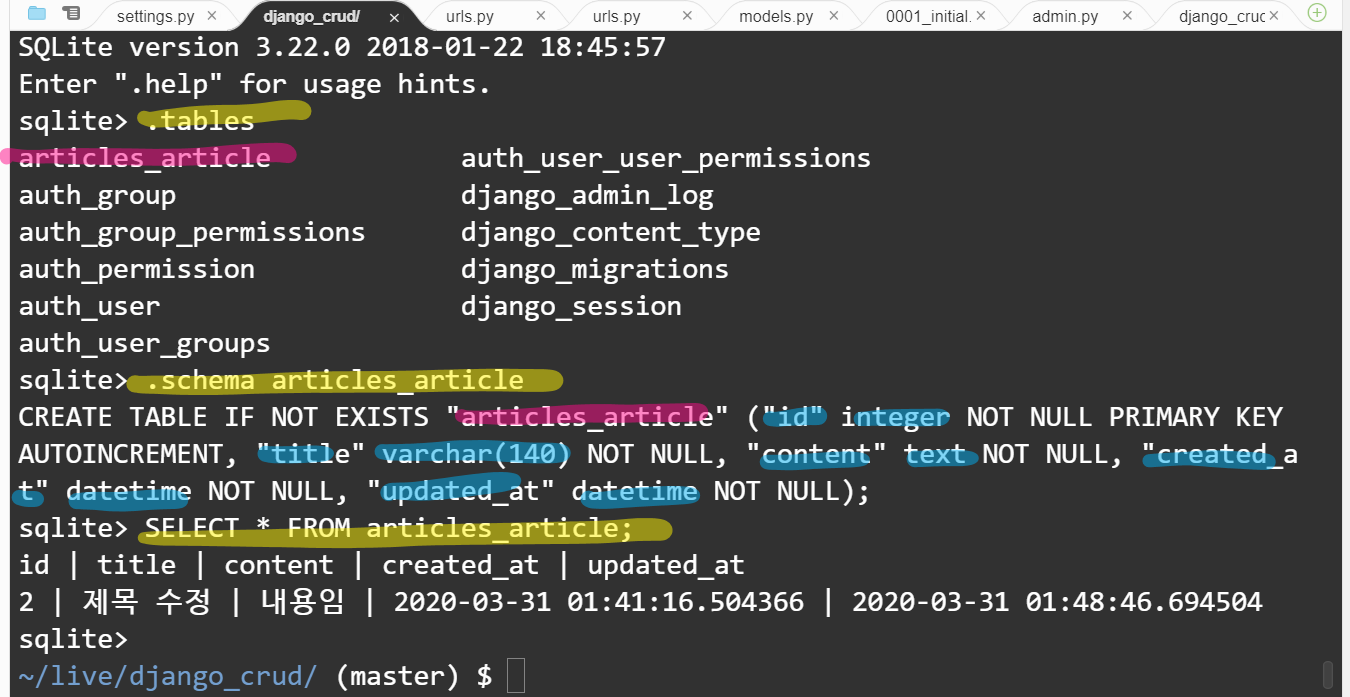 settings.py × django_crud/ × urls.py × urls.py × models.py × 0001_initial. × admin.py × django_cruc ×
SQLite version 3.22.0 2018-01-22 18:45:57
Enter ".help" for usage hints.
sqlite> .tables
articles_article auth_user_user_permissions
auth_group django_admin_log
auth_group_permissions django_content_type
auth_permission django_migrations
auth_user django_session
auth_user_groups
sqlite> .schema articles_article
CREATE TABLE IF NOT EXISTS "articles_article" ("id" integer NOT NULL PRIMARY KEY
AUTOINCREMENT, "title" varchar(140) NOT NULL, "content" text NOT NULL, "created_a
t" datetime NOT NULL, "updated_at" datetime NOT NULL);
sqlite> SELECT * FROM articles_article;
id | title | content | created_at | updated_at
2 | 제목 수정 | 내용임 | 2020-03-31 01:41:16.504366 | 2020-03-31 01:48:46.694504
sqlite>
~/live/django_crud/ (master) $